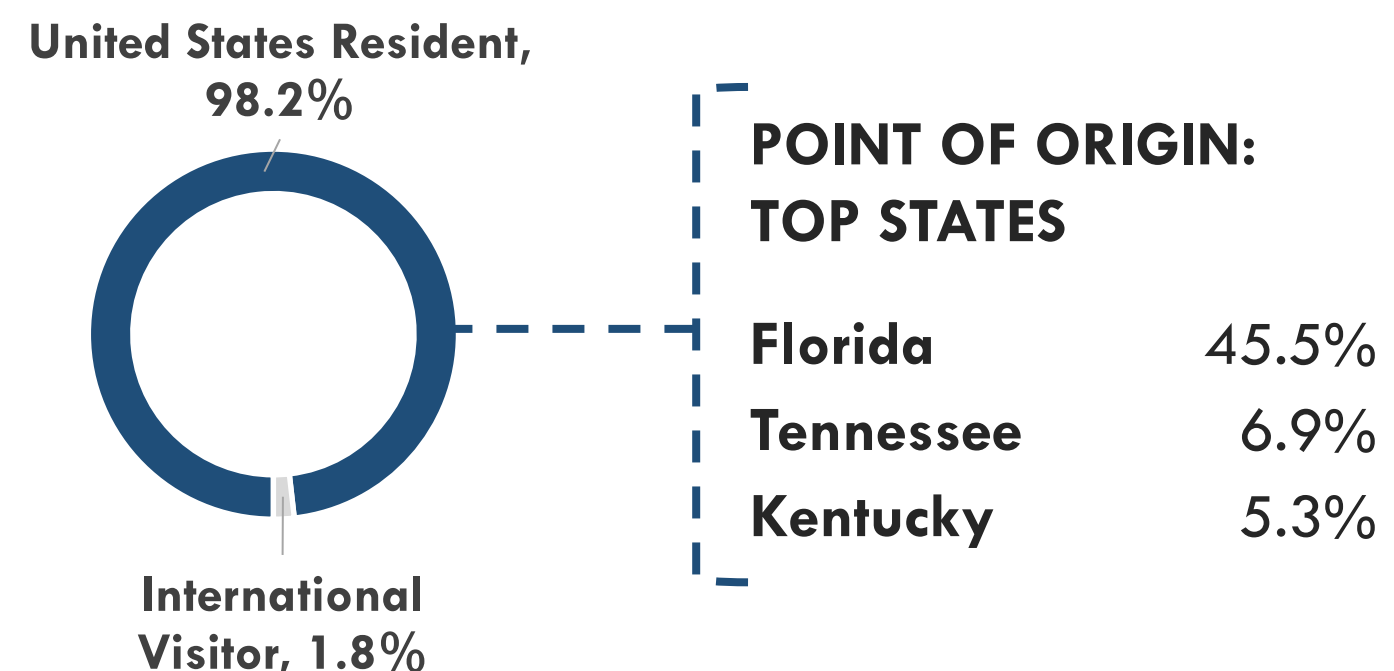 United States Resident,
98.2%
International
Visitor, 1.8%
POINT OF ORIGIN:
TOP STATES
Florida 45.5%
Tennessee 6.9%
Kentucky 5.3%